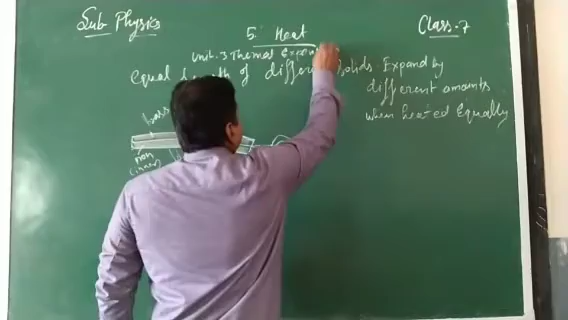 Sub Physics
5. Heat
Class-7
Unit.3 Thermal
equal of solids Expand by
different amounts
when heated Equally
brass
iron